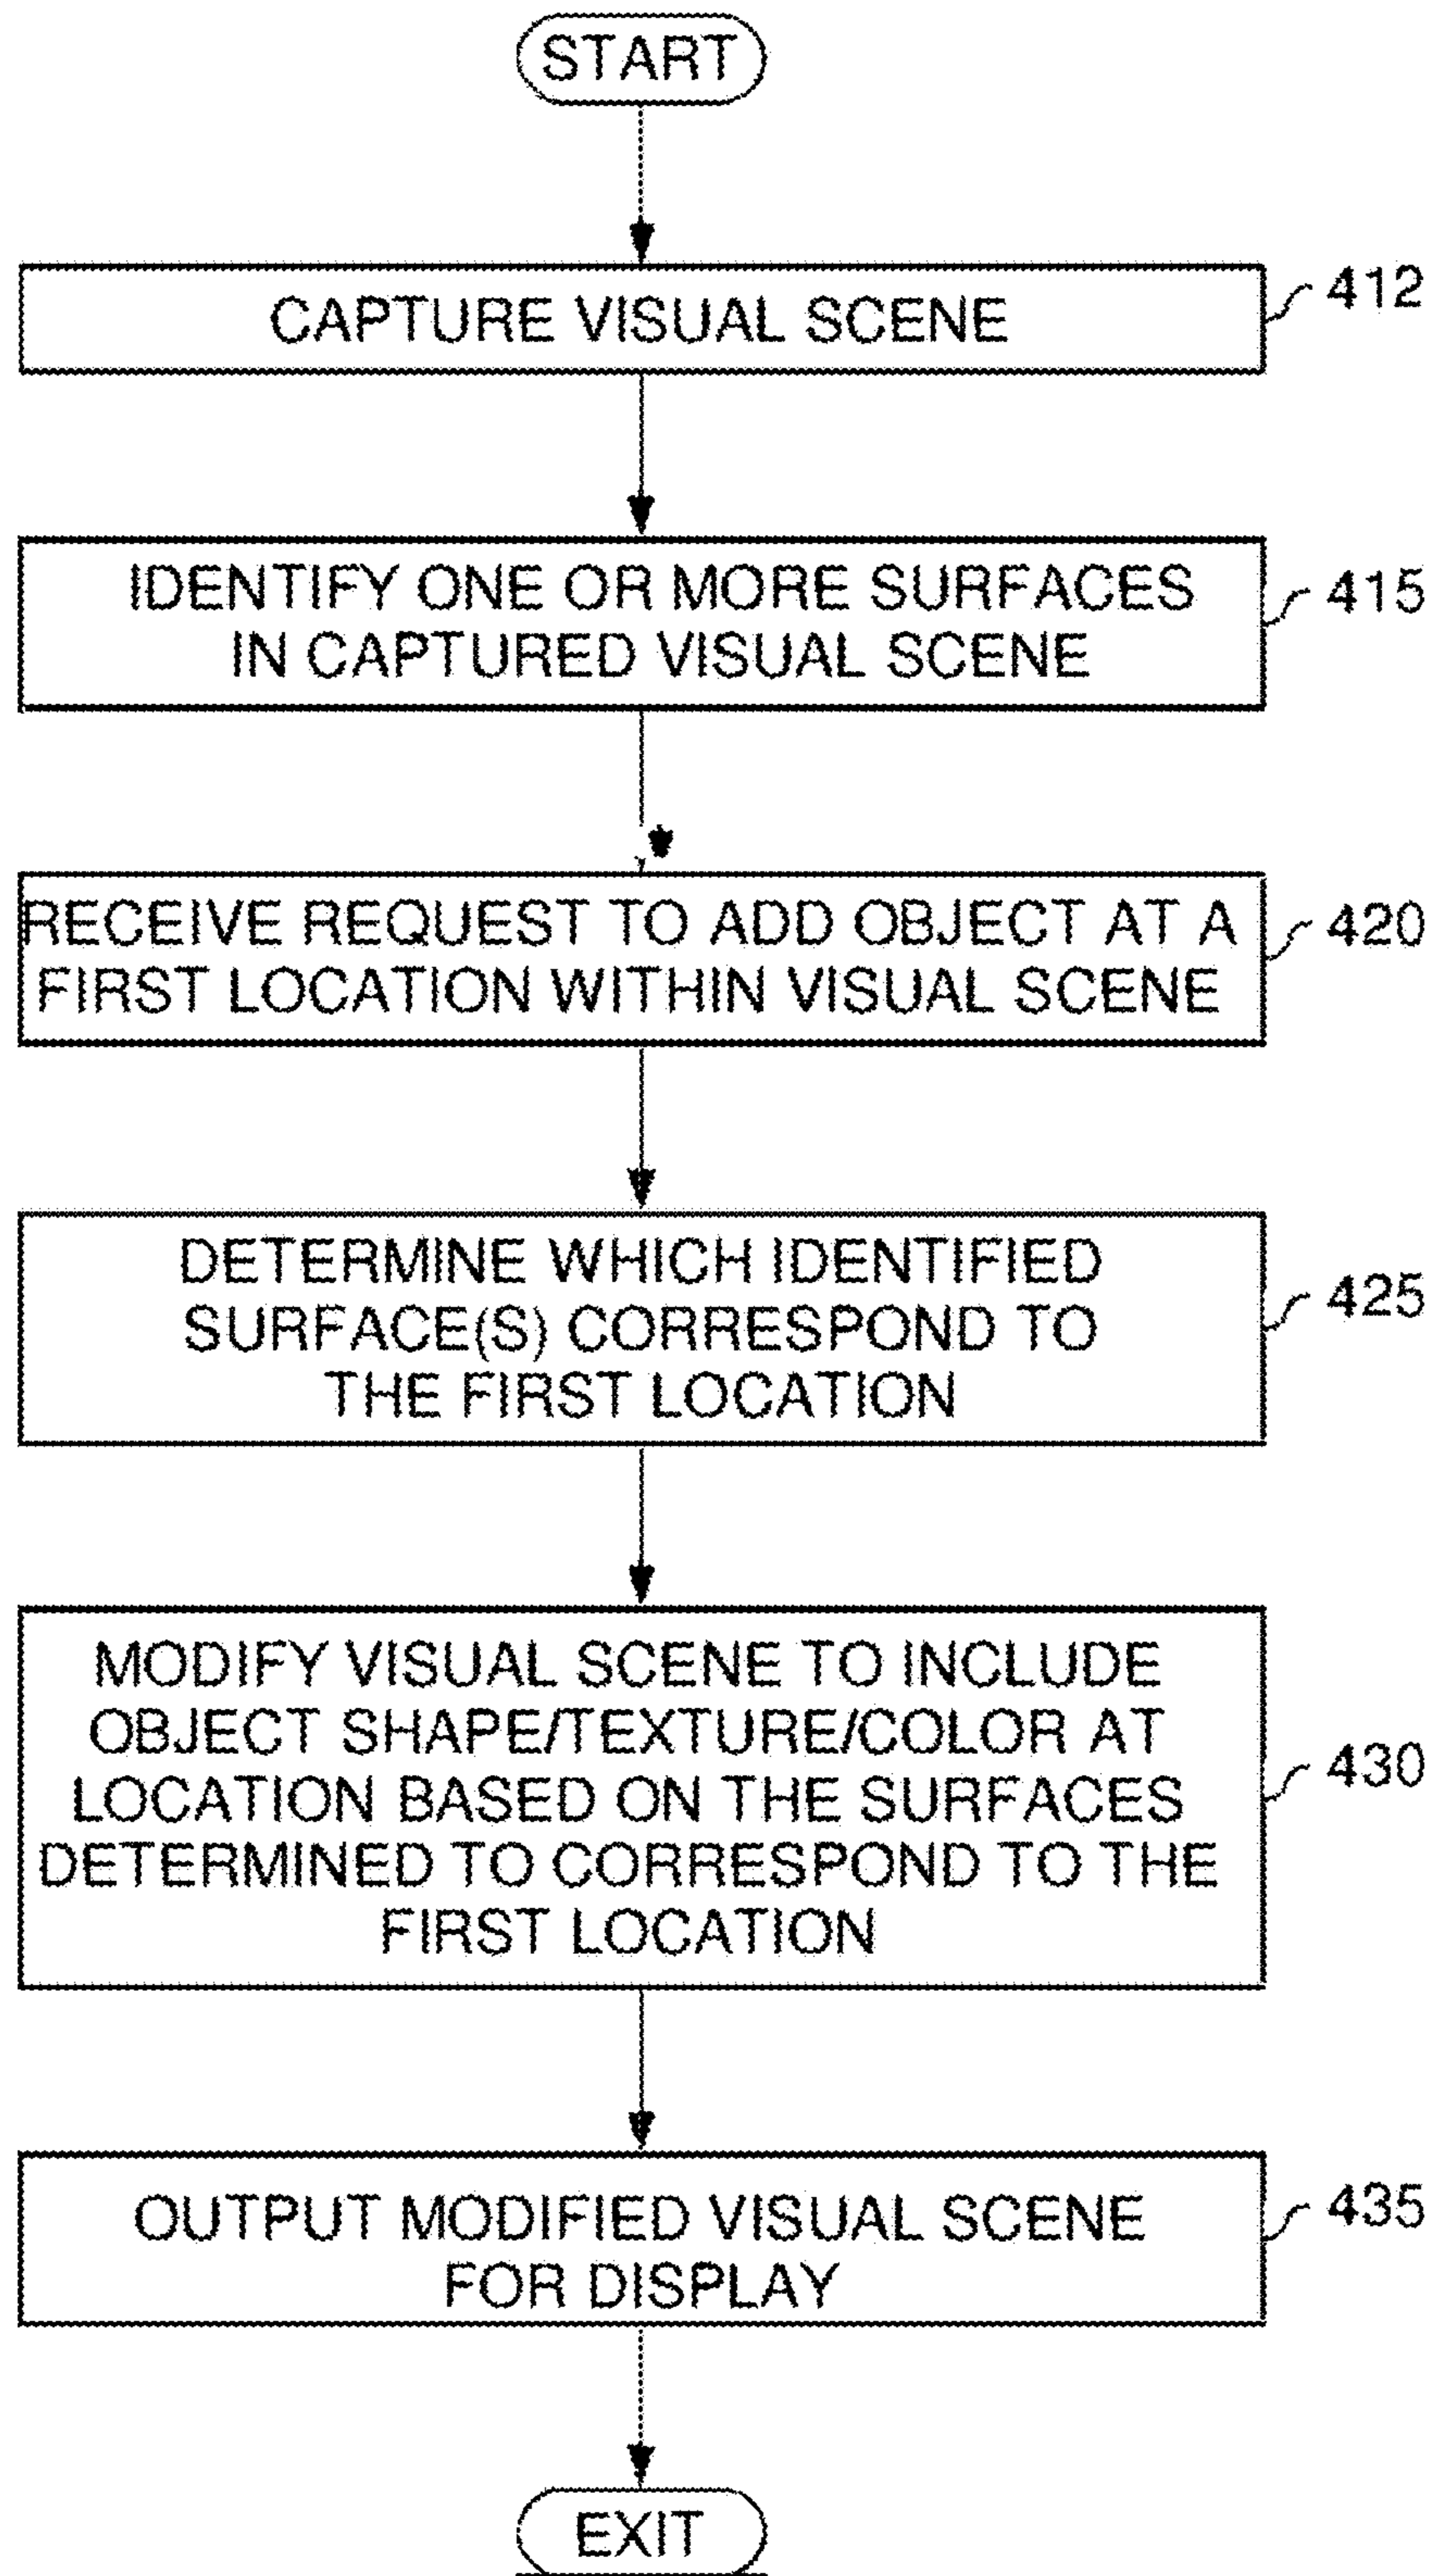 START
CAPTURE VISUAL SCENE
412
IDENTIFY ONE OR MORE SURFACES
IN CAPTURED VISUAL SCENE
415
RECEIVE REQUEST TO ADD OBJECT AT A
FIRST LOCATION WITHIN VISUAL SCENE
420
DETERMINE WHICH IDENTIFIED
SURFACE(S) CORRESPOND TO
THE FIRST LOCATION
425
MODIFY VISUAL SCENE TO INCLUDE
OBJECT SHAPE/TEXTURE/COLOR AT
LOCATION BASED ON THE SURFACES
DETERMINED TO CORRESPOND TO THE
FIRST LOCATION
430
OUTPUT MODIFIED VISUAL SCENE
FOR DISPLAY
435
EXIT